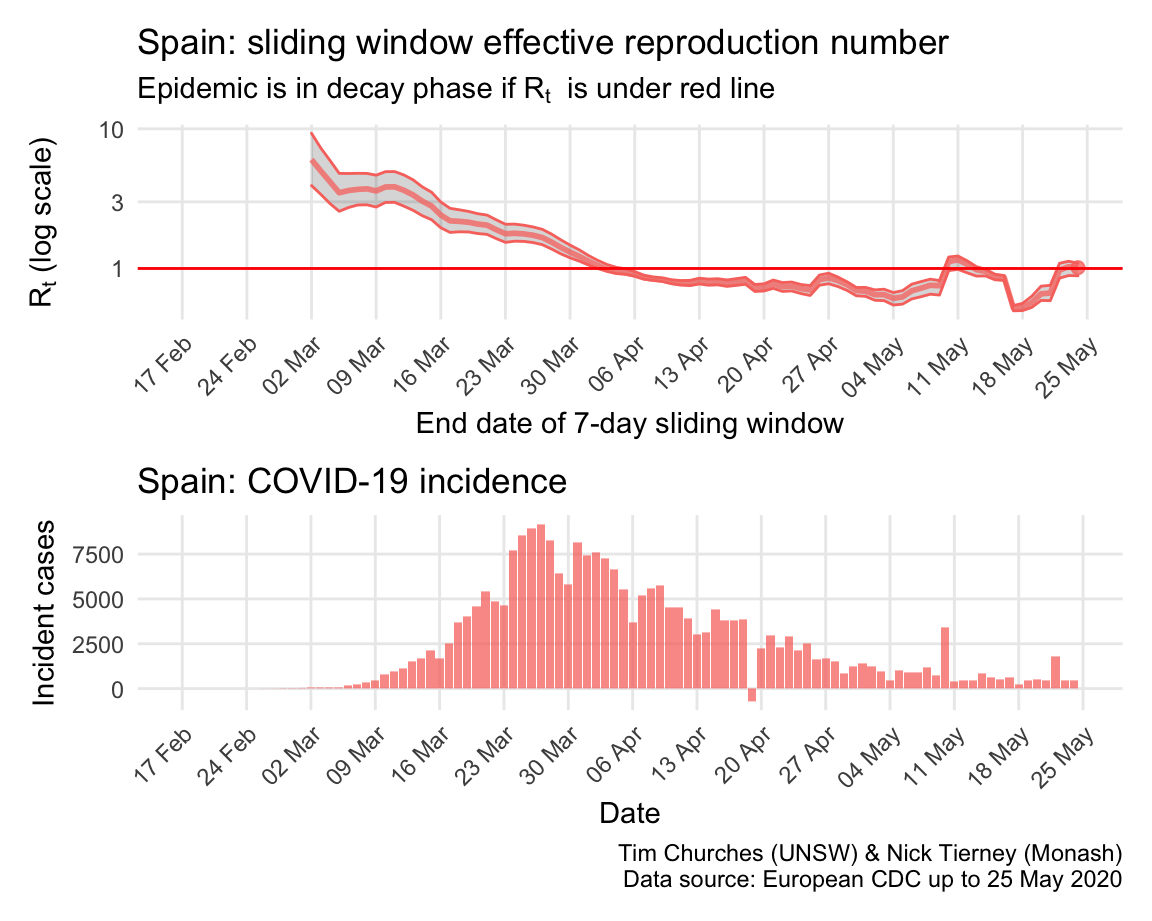 Spain: sliding window effective reproduction number
Epidemic is in decay phase if Rt is under red line
Rt (log scale)
10
3
1
17 Feb
24 Feb
02 Mar
09 Mar
16 Mar
23 Mar
30 Mar
06 Apr
13 Apr
20 Apr
27 Apr
04 May
11 May
18 May
25 May
End date of 7-day sliding window
Spain: COVID-19 incidence
Incident cases
7500
5000
2500
0
17 Feb
24 Feb
02 Mar
09 Mar
16 Mar
23 Mar
30 Mar
06 Apr
13 Apr
20 Apr
27 Apr
04 May
11 May
18 May
25 May
Date
Tim Churches (UNSW) & Nick Tierney (Monash)
Data source: European CDC up to 25 May 2020